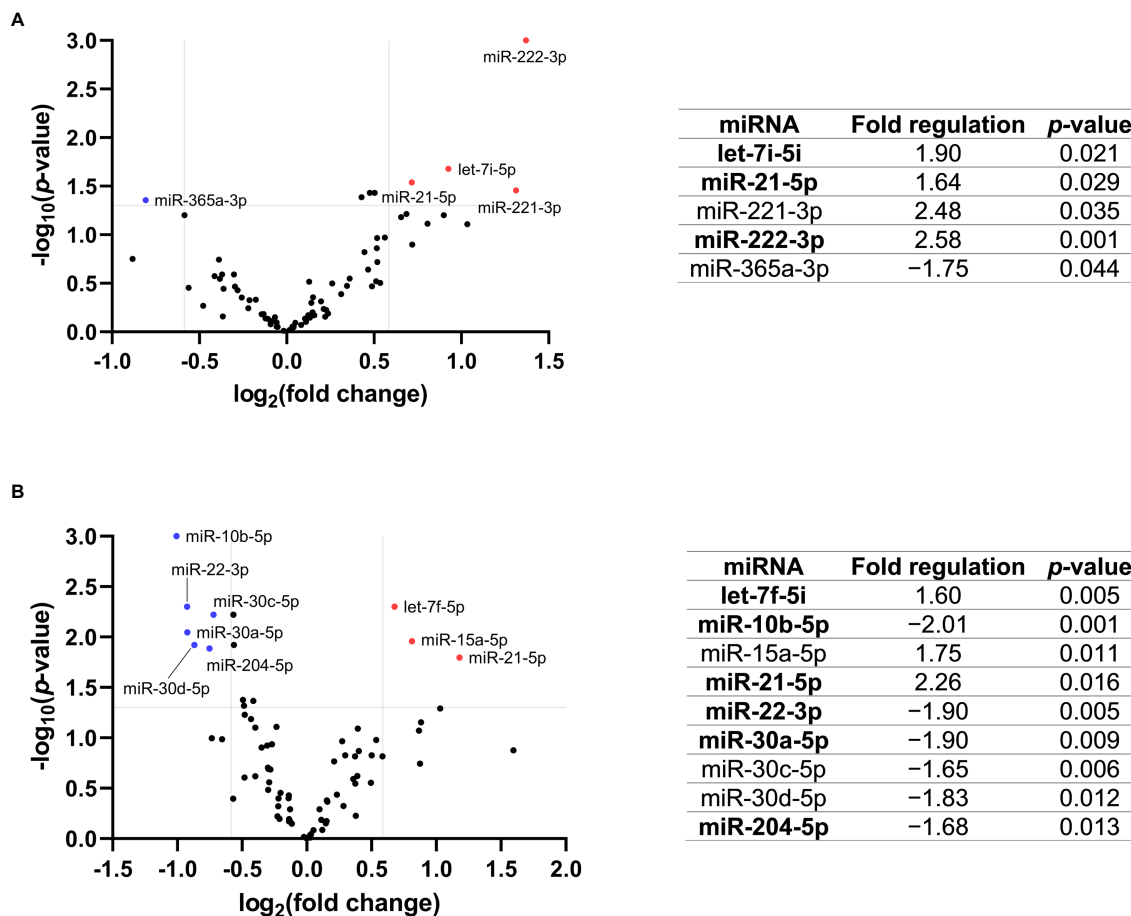 A
3.0
2.5
2.0
1.5
1.0
0.5
0.0
-log10(p-value)
-1.0 -0.5 0.0 0.5 1.0 1.5
log2(fold change)
miR-222-3p
let-7i-5p
miR-21-5p
miR-221-3p
miR-365a-3p
miRNA Fold regulation p-value
let-7i-5i 1.90 0.021
miR-21-5p 1.64 0.029
miR-221-3p 2.48 0.035
miR-222-3p 2.58 0.001
miR-365a-3p −1.75 0.044
B
3.0
2.5
2.0
1.5
1.0
0.5
0.0
-log10(p-value)
-1.5 -1.0 -0.5 0.0 0.5 1.0 1.5 2.0
log2(fold change)
miR-10b-5p
miR-22-3p
miR-30c-5p
miR-30a-5p
miR-204-5p
miR-30d-5p
let-7f-5p
miR-15a-5p
miR-21-5p
miRNA Fold regulation p-value
let-7f-5i 1.60 0.005
miR-10b-5p −2.01 0.001
miR-15a-5p 1.75 0.011
miR-21-5p 2.26 0.016
miR-22-3p −1.90 0.005
miR-30a-5p −1.90 0.009
miR-30c-5p −1.65 0.006
miR-30d-5p −1.83 0.012
miR-204-5p −1.68 0.013